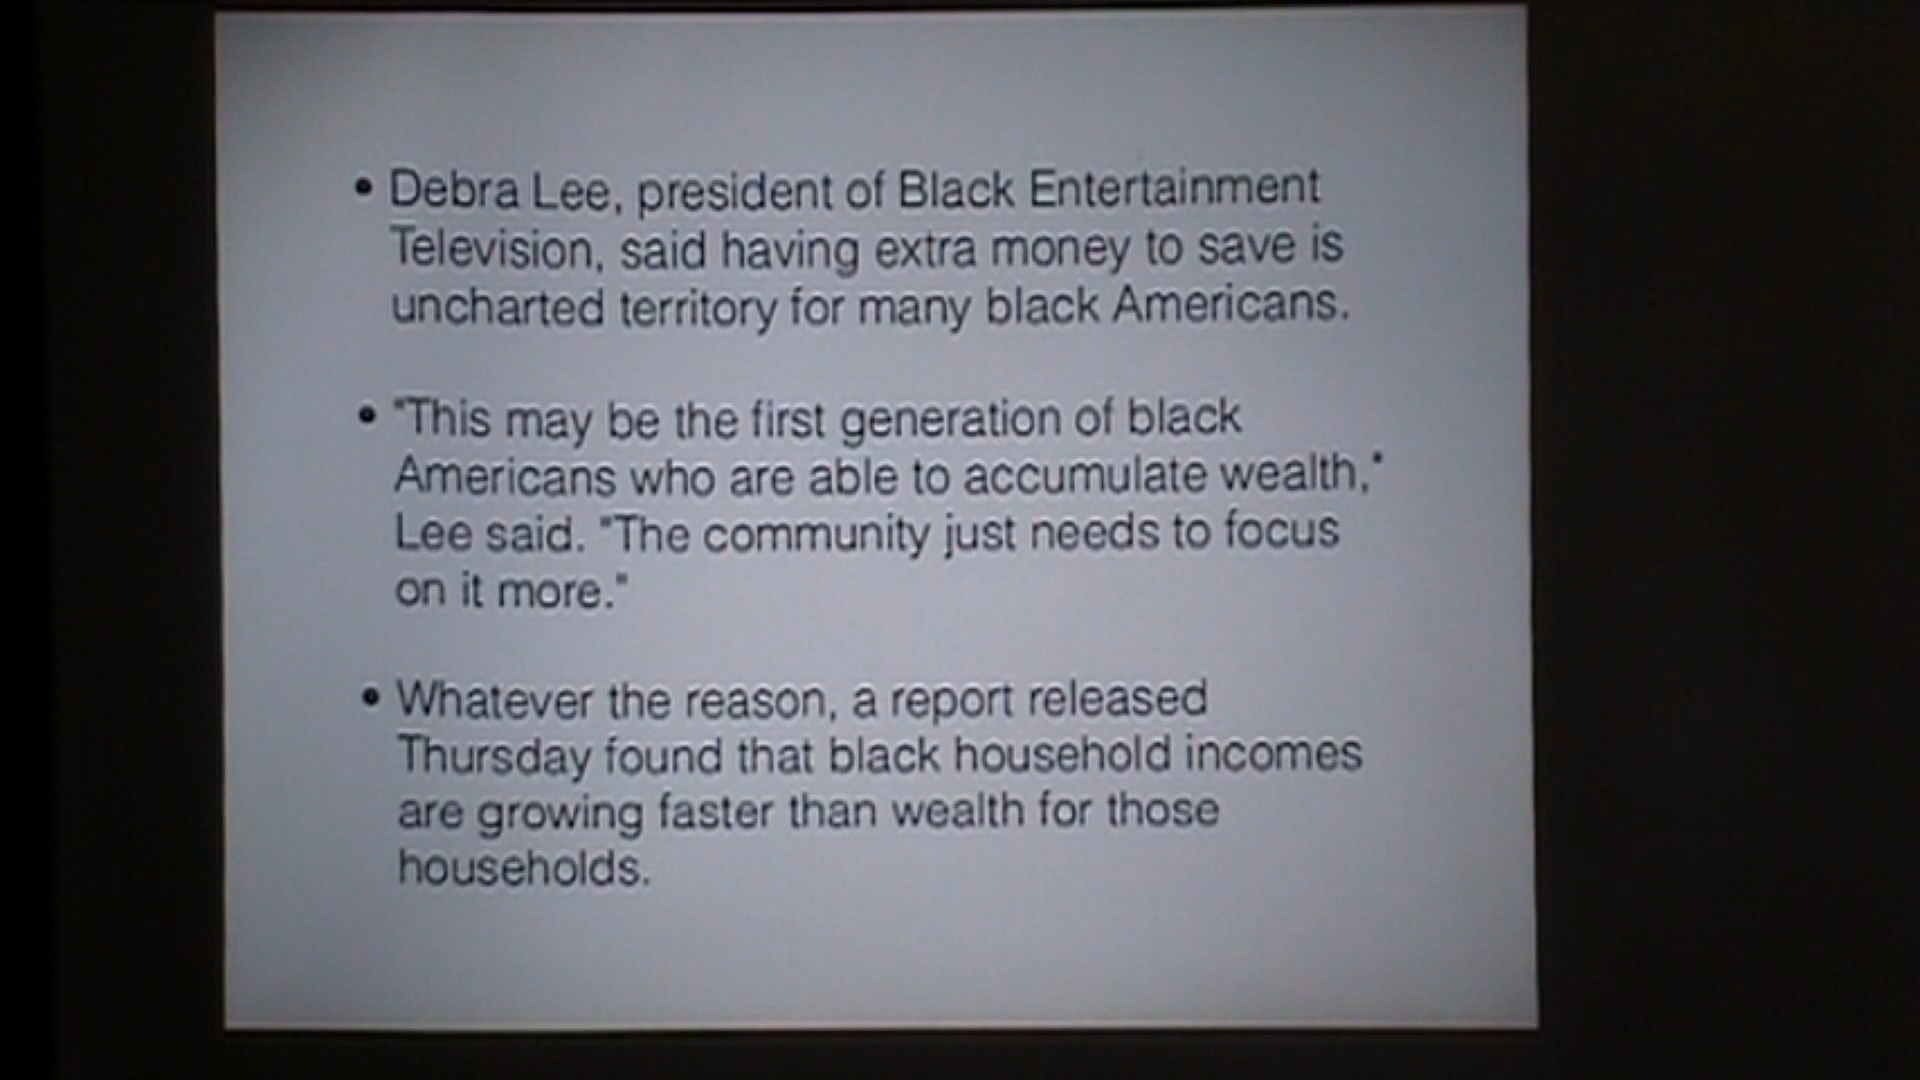 • Debra Lee, president of Black Entertainment
Television, said having extra money to save is
uncharted territory for many black Americans.
• "This may be the first generation of black
Americans who are able to accumulate wealth,"
Lee said. "The community just needs to focus
on it more."
• Whatever the reason, a report released
Thursday found that black household incomes
are growing faster than wealth for those
households.